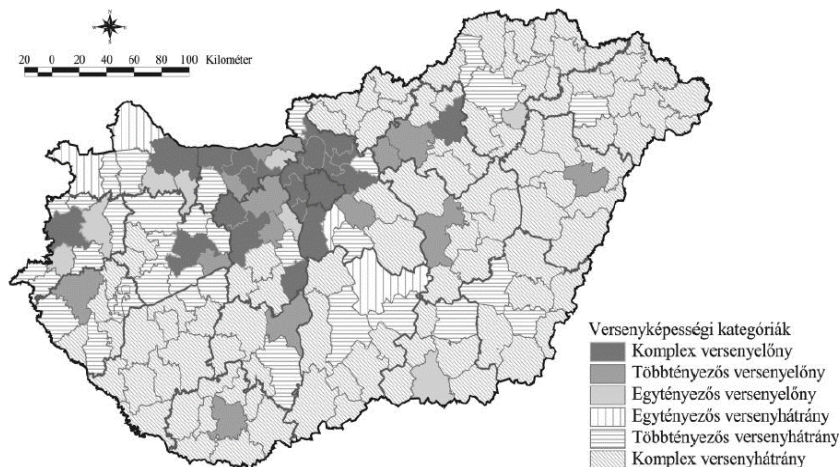 20 0 20 40 60 80 100 Kilométer
Versenyképességi kategóriák
Komplex versenyelőny
Többtényezős versenyelőny
Egytényezős versenyelőny
Egytényezős versenyhátrány
Többtényezős versenyhátrány
Komplex versenyhátrány